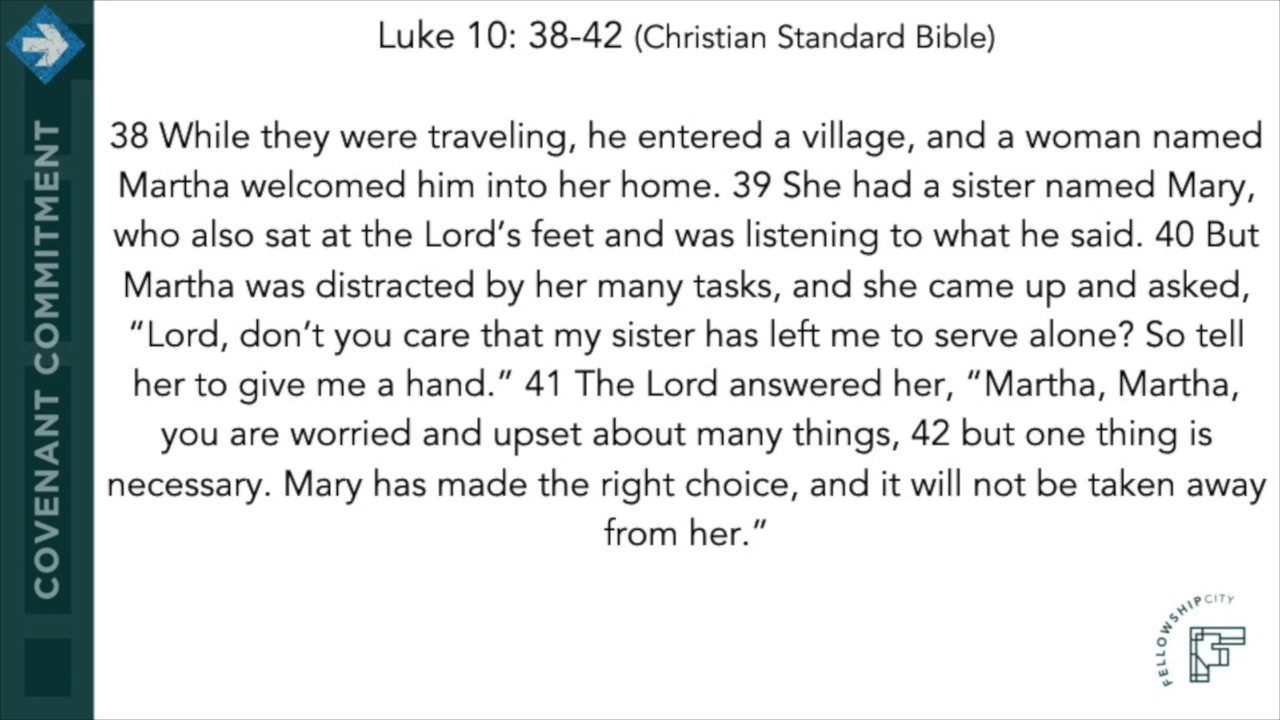 COVENANT COMMITMENT
Luke 10: 38-42 (Christian Standard Bible)
38 While they were traveling, he entered a village, and a woman named
Martha welcomed him into her home. 39 She had a sister named Mary,
who also sat at the Lord’s feet and was listening to what he said. 40 But
Martha was distracted by her many tasks, and she came up and asked,
“Lord, don’t you care that my sister has left me to serve alone? So tell
her to give me a hand.” 41 The Lord answered her, “Martha, Martha,
you are worried and upset about many things, 42 but one thing is
necessary. Mary has made the right choice, and it will not be taken away
from her.”
FELLOWSHIPCITY